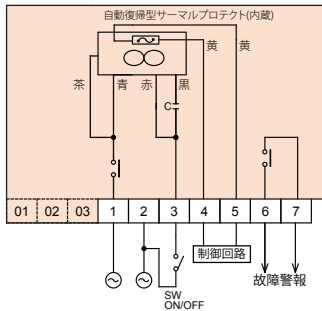 自動復帰型サーマルプロテクト(内蔵)
黄 黄
茶 青 赤 黒
C
01 02 03 1 2 3 4 5 6 7
制御回路
故障警報
SW
ON/OFF